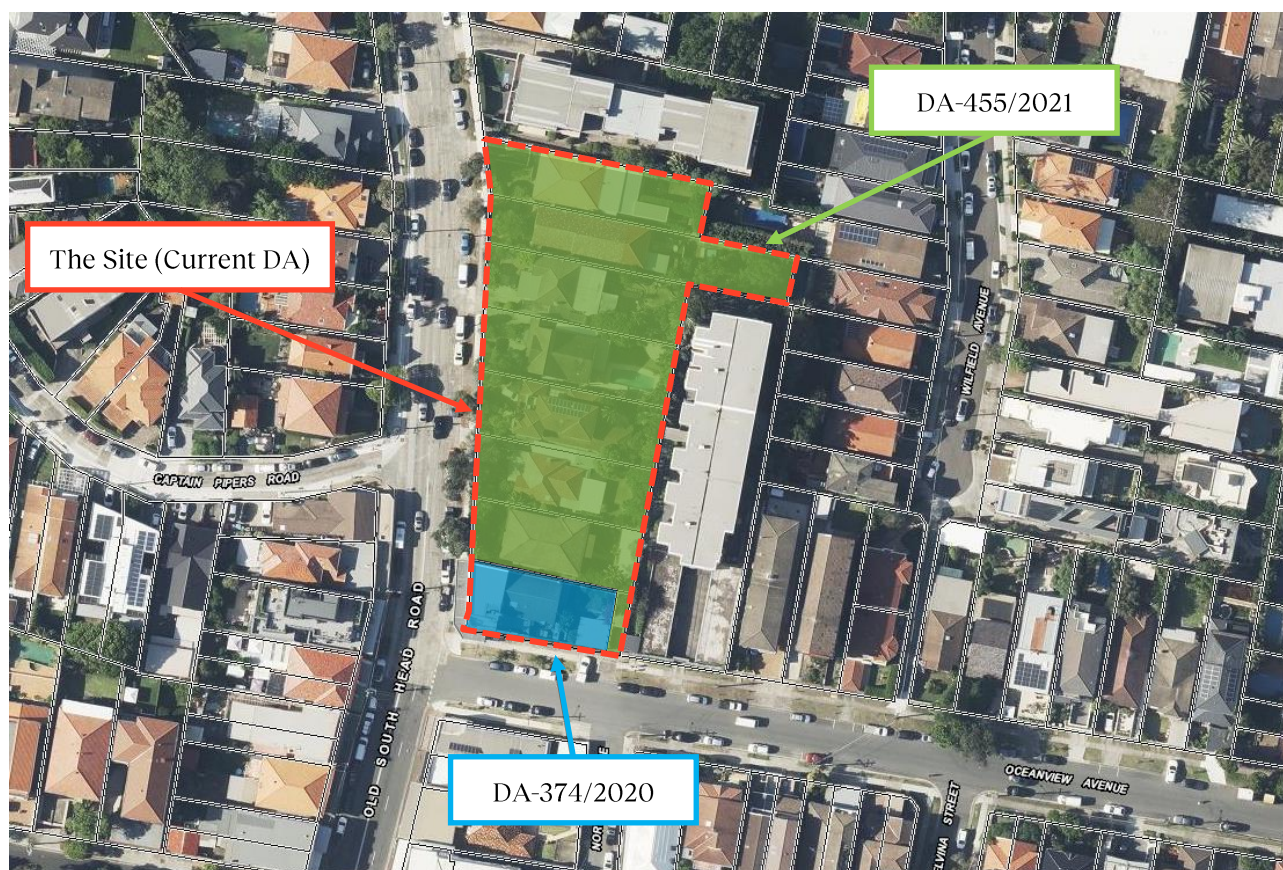 DA-455/2021
The Site (Current DA)
WILFIELD AVENUE
CAPTAIN PIPERS ROAD
OLD SOUTH HEAD ROAD
DA-374/2020
OCEANVIEW AVENUE
STREET